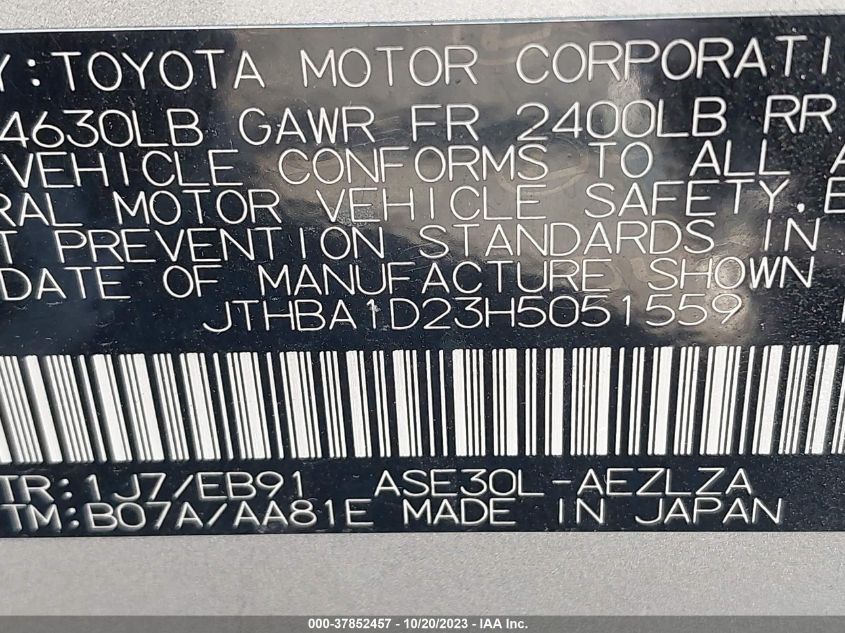 Y:TOYOTA MOTOR CORPORATI
4630LB GAWR FR 2400LB RR
VEHICLE CONFORMS TO ALL A
RAL MOTOR VEHICLE SAFETY, B
T PREVENTION STANDARDS IN
DATE OF MANUFACTURE SHOWN
JTHBA1D23H5051559
TR:1J7/EB91 ASE30L-AEZLZA
TM:B07A/AA81E MADE IN JAPAN
000-37852457 - 10/20/2023 - IAA Inc.